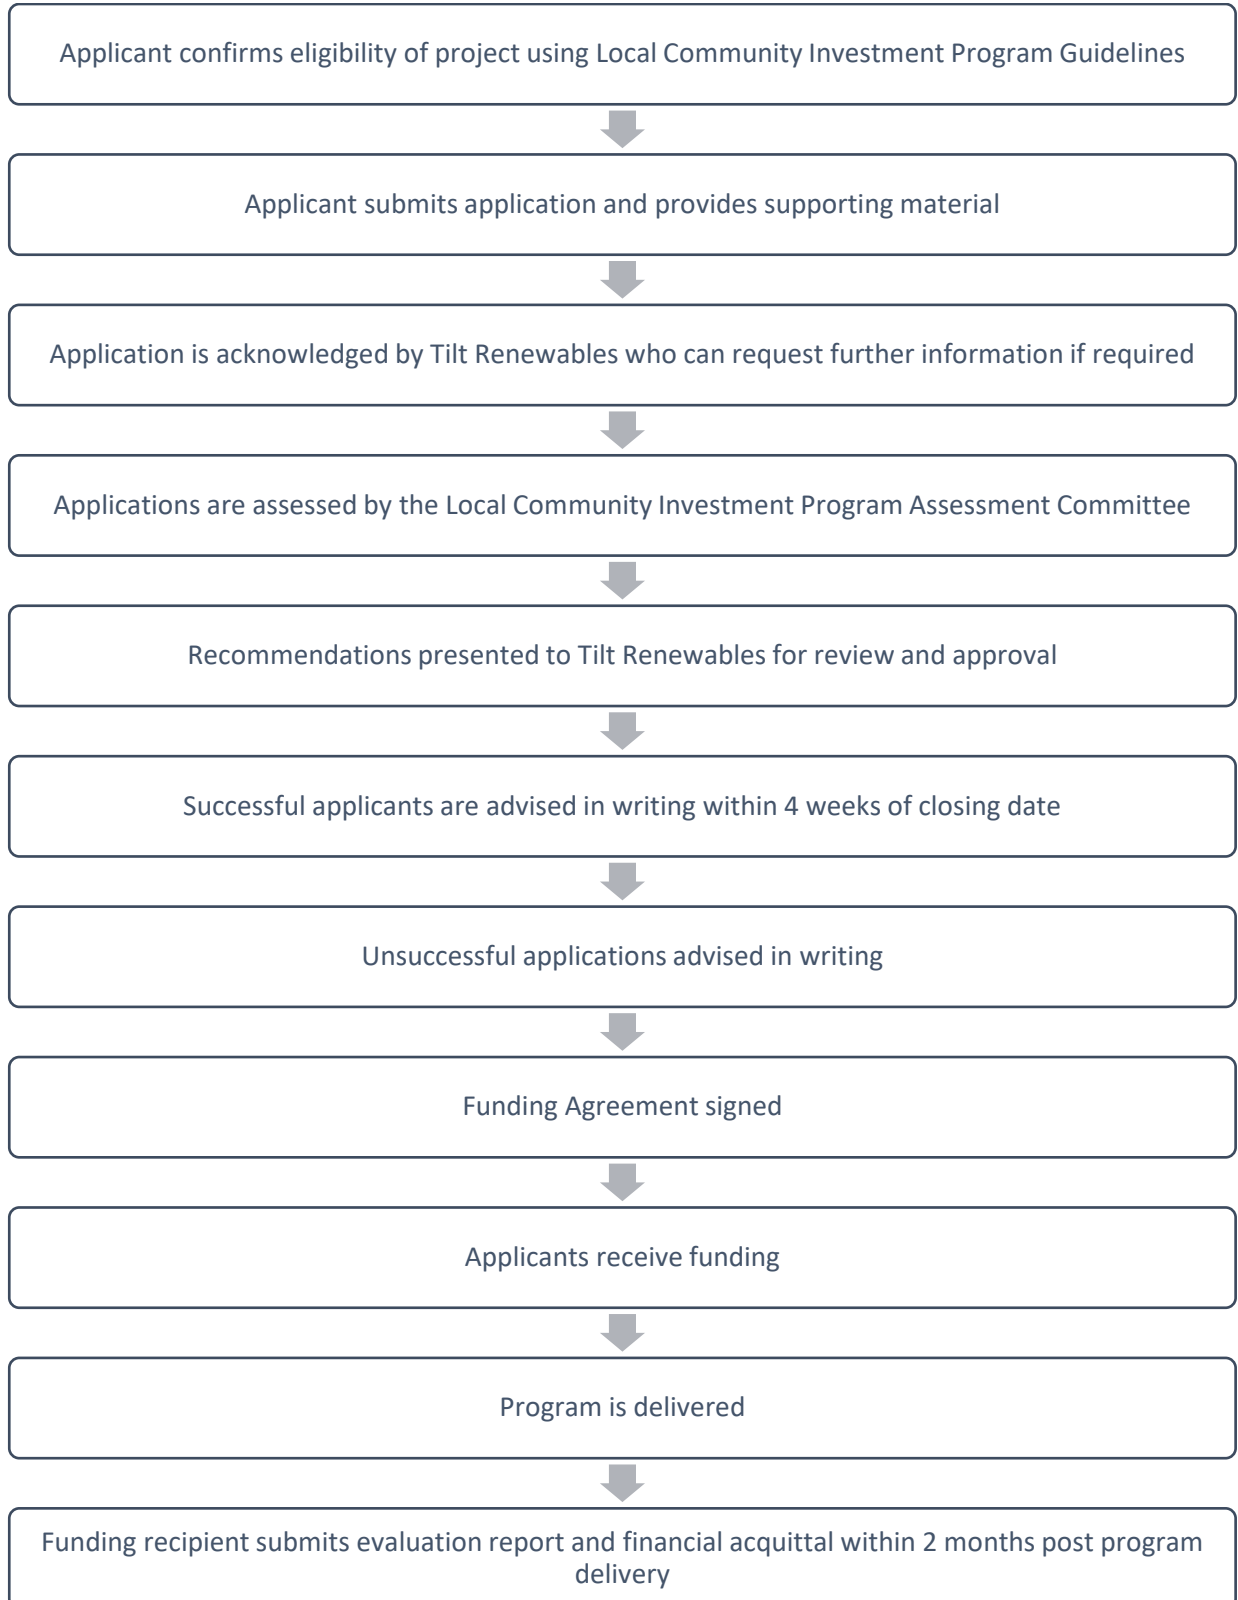 Applicant confirms eligibility of project using Local Community Investment Program Guidelines
Applicant submits application and provides supporting material
Application is acknowledged by Tilt Renewables who can request further information if required
Applications are assessed by the Local Community Investment Program Assessment Committee
Recommendations presented to Tilt Renewables for review and approval
Successful applicants are advised in writing within 4 weeks of closing date
Unsuccessful applications advised in writing
Funding Agreement signed
Applicants receive funding
Program is delivered
Funding recipient submits evaluation report and financial acquittal within 2 months post program
delivery